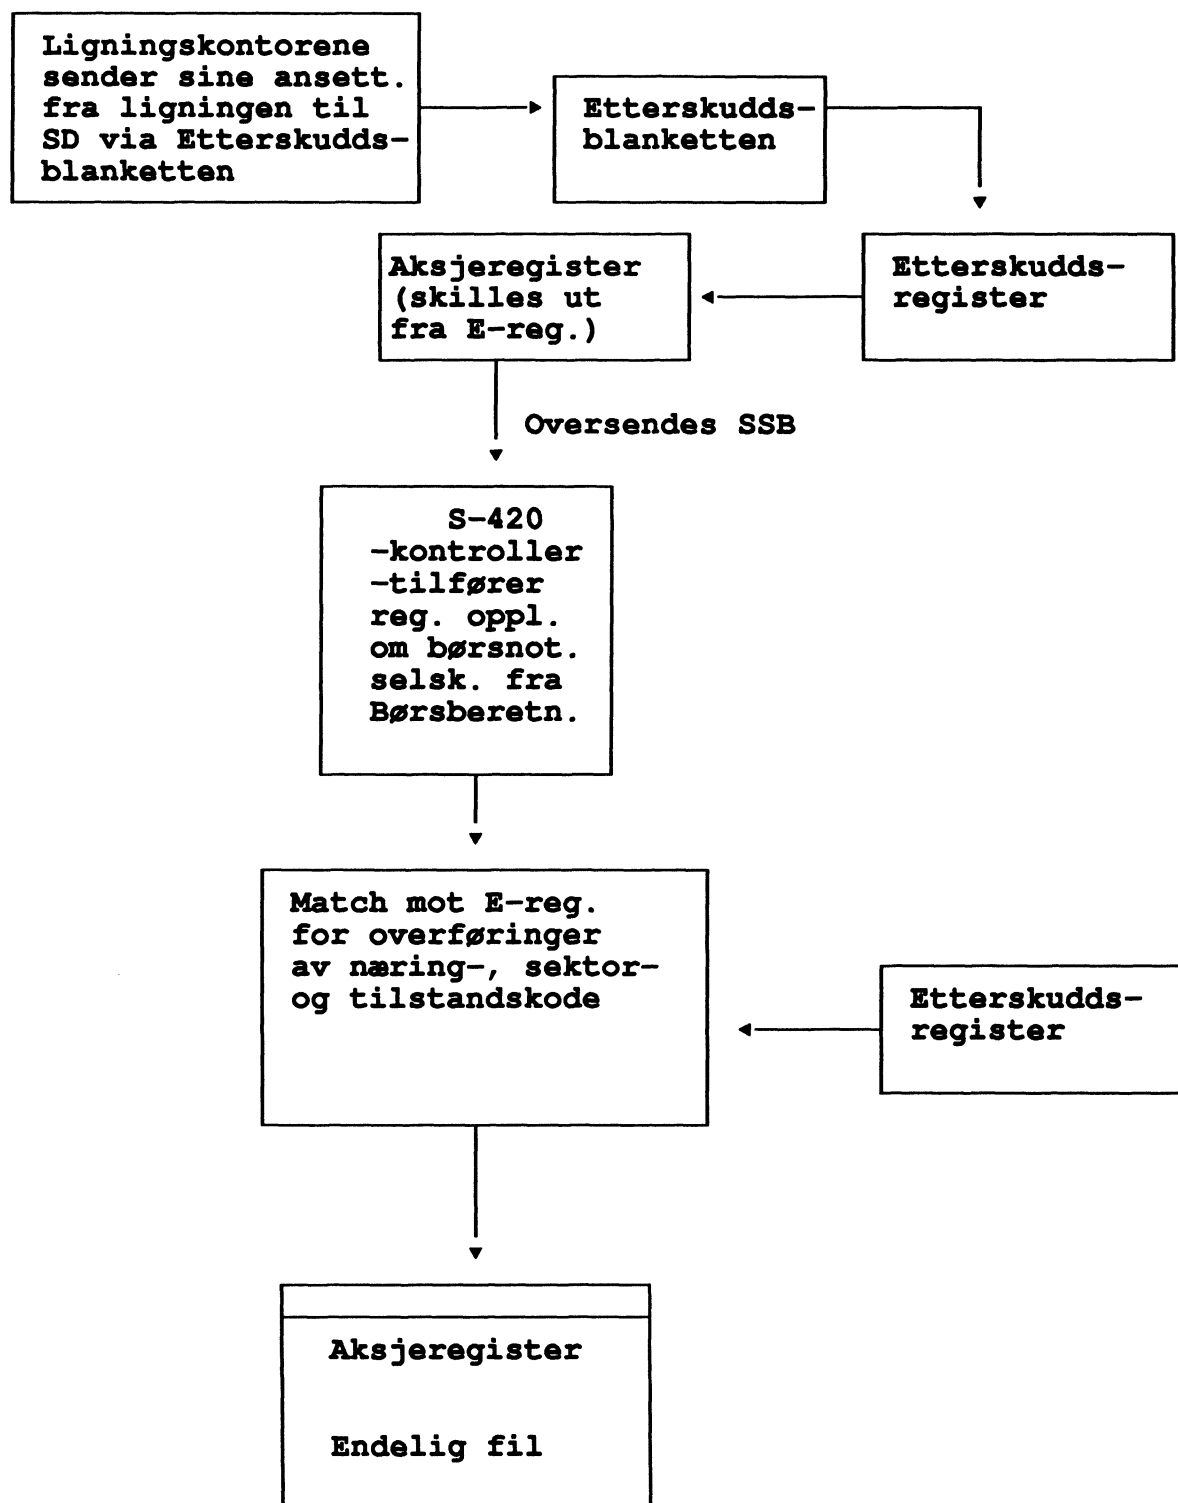 Ligningskontorene
sender sine ansett.
fra ligningen til
SD via Etterskudds-
blanketten
Etterskudds-
blanketten
Aksjeregister
(skilles ut
fra E-reg.)
Etterskudds-
register
Oversendes SSB
S-420
-kontroller
-tilfører
reg. oppl.
om børsnot.
selsk. fra
Børsberetn.
Match mot E-reg.
for overføringer
av næring-, sektor-
og tilstandskode
Etterskudds-
register
Aksjeregister
Endelig fil